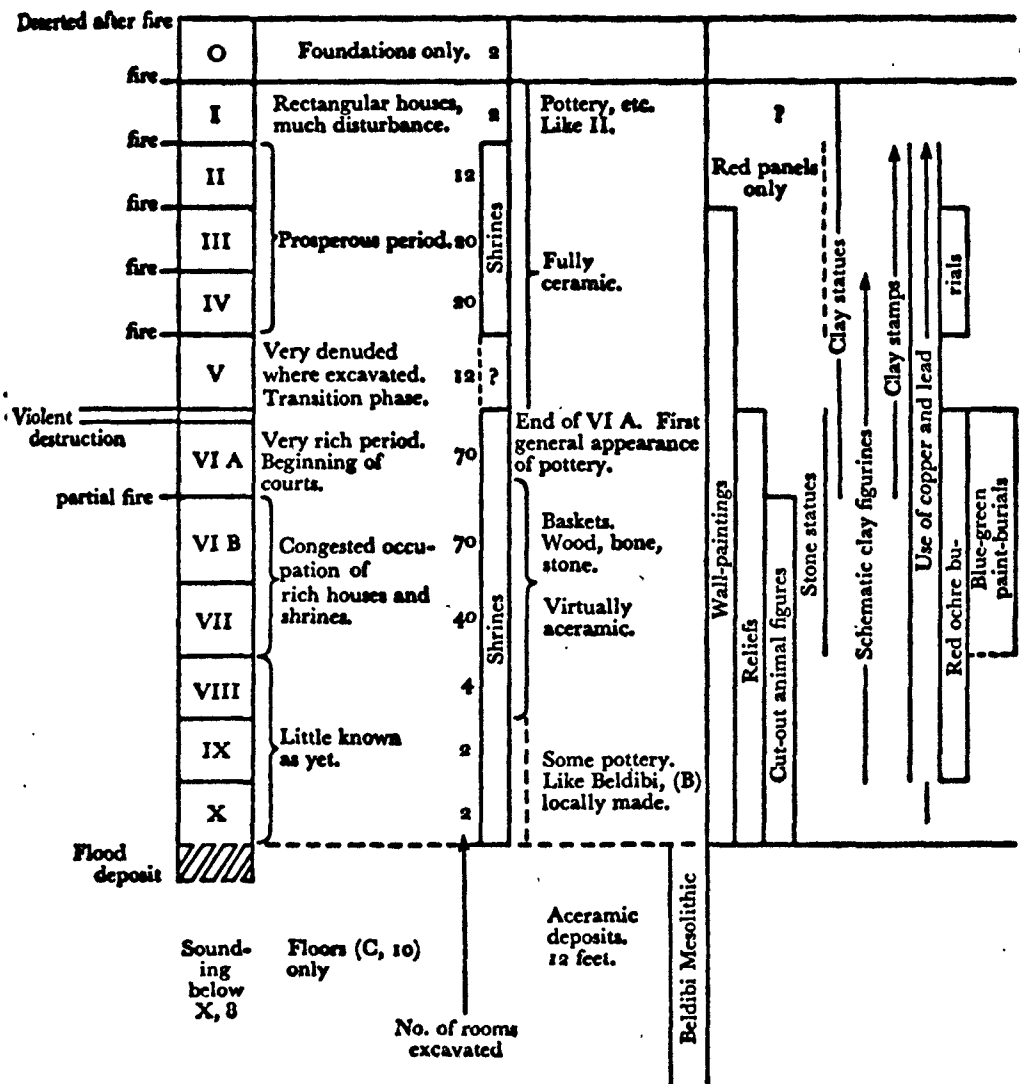 Deserted after fire
O
Foundations only. 2
fire
I
Rectangular houses,
much disturbance.
2
Pottery, etc.
Like II.
?
fire
II
12
Red panels
only
fire
III
Prosperous period.
20
Shrines
Fully
ceramic.
fire
IV
20
fire
V
Very denuded
where excavated.
Transition phase.
12
?
Violent
destruction
VI A
Very rich period.
Beginning of
courts.
70
End of VI A. First
general appearance
of pottery.
partial fire
VI B
Congested occu-
pation of
rich houses and
shrines.
70
Baskets.
Wood, bone,
stone.
Virtually
aceramic.
VII
40
Shrines
VIII
4
IX
Little known
as yet.
2
Some pottery.
Like Beldibi, (B)
locally made.
X
2
Flood
deposit
Wall-paintings
Reliefs
Cut-out animal figures
Stone statues
Clay statues
Schematic clay figurines
Clay stamps
Use of copper and lead
Red ochre bu-
rials
Blue-green
paint-burials
Sound-
ing
below
X, 8
Floors (C, 10)
only
Aceramic
deposits.
12 feet.
Beldibi Mesolithic
No. of rooms
excavated